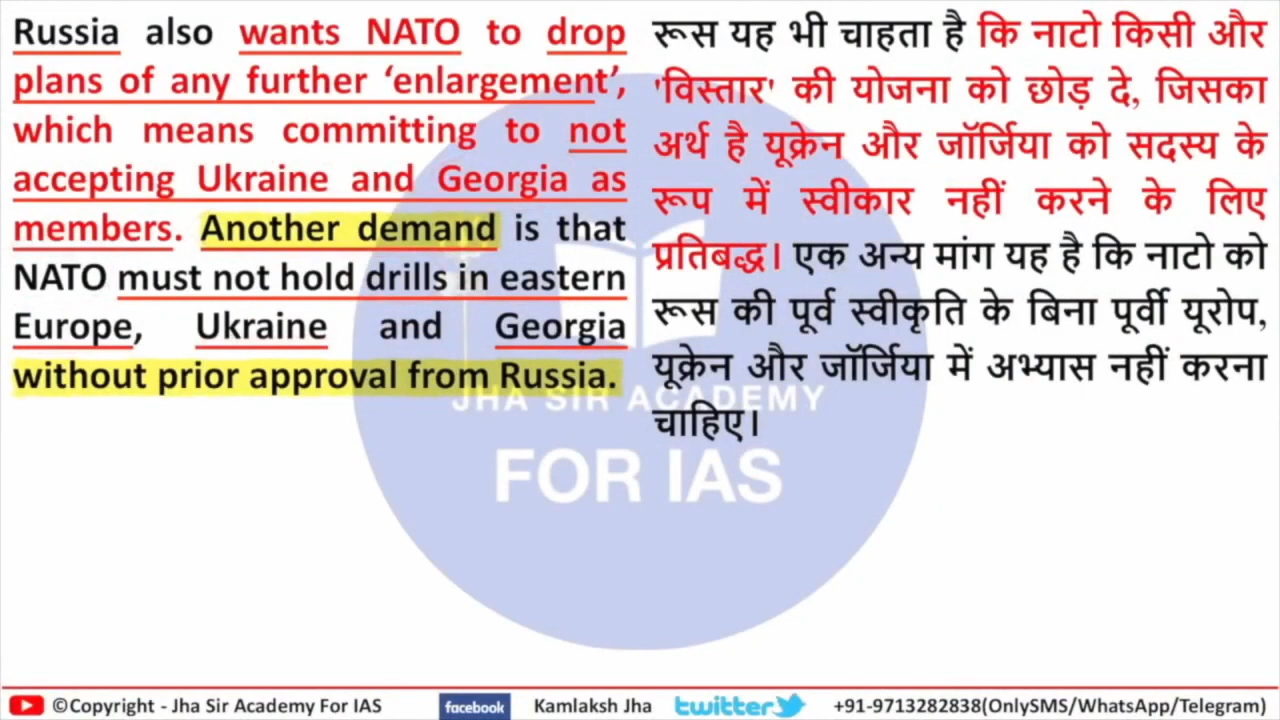 Russia also wants NATO to drop
plans of any further ‘enlargement’,
which means committing to not
accepting Ukraine and Georgia as
members. Another demand is that
NATO must not hold drills in eastern
Europe, Ukraine and Georgia
without prior approval from Russia.
रूस यह भी चाहता है कि नाटो किसी और
'विस्तार' की योजना को छोड़ दे, जिसका
अर्थ है यूक्रेन और जॉर्जिया को सदस्य के
रूप में स्वीकार नहीं करने के लिए
प्रतिबद्ध। एक अन्य मांग यह है कि नाटो को
रूस की पूर्व स्वीकृति के बिना पूर्वी यूरोप,
यूक्रेन और जॉर्जिया में अभ्यास नहीं करना
चाहिए।
JHA SIR ACADEMY
FOR IAS
©Copyright - Jha Sir Academy For IAS facebook Kamlaksh Jha twitter +91-9713282838(OnlySMS/WhatsApp/Telegram)